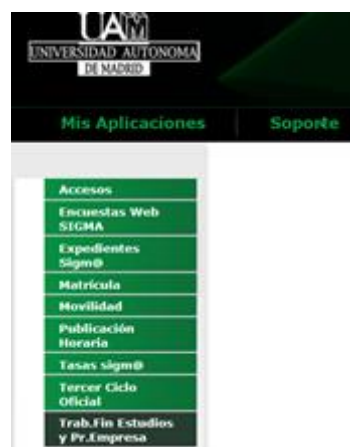 UAM
UNIVERSIDAD AUTONOMA
DE MADRID
Mis Aplicaciones
Soporte
Accesos
Encuestas Web
SIGMA
Expedientes
Sigm@
Matrícula
Movilidad
Publicación
Horaria
Tasas sigm@
Tercer Ciclo
Oficial
Trab.Fin Estudios
y Pr.Empresa